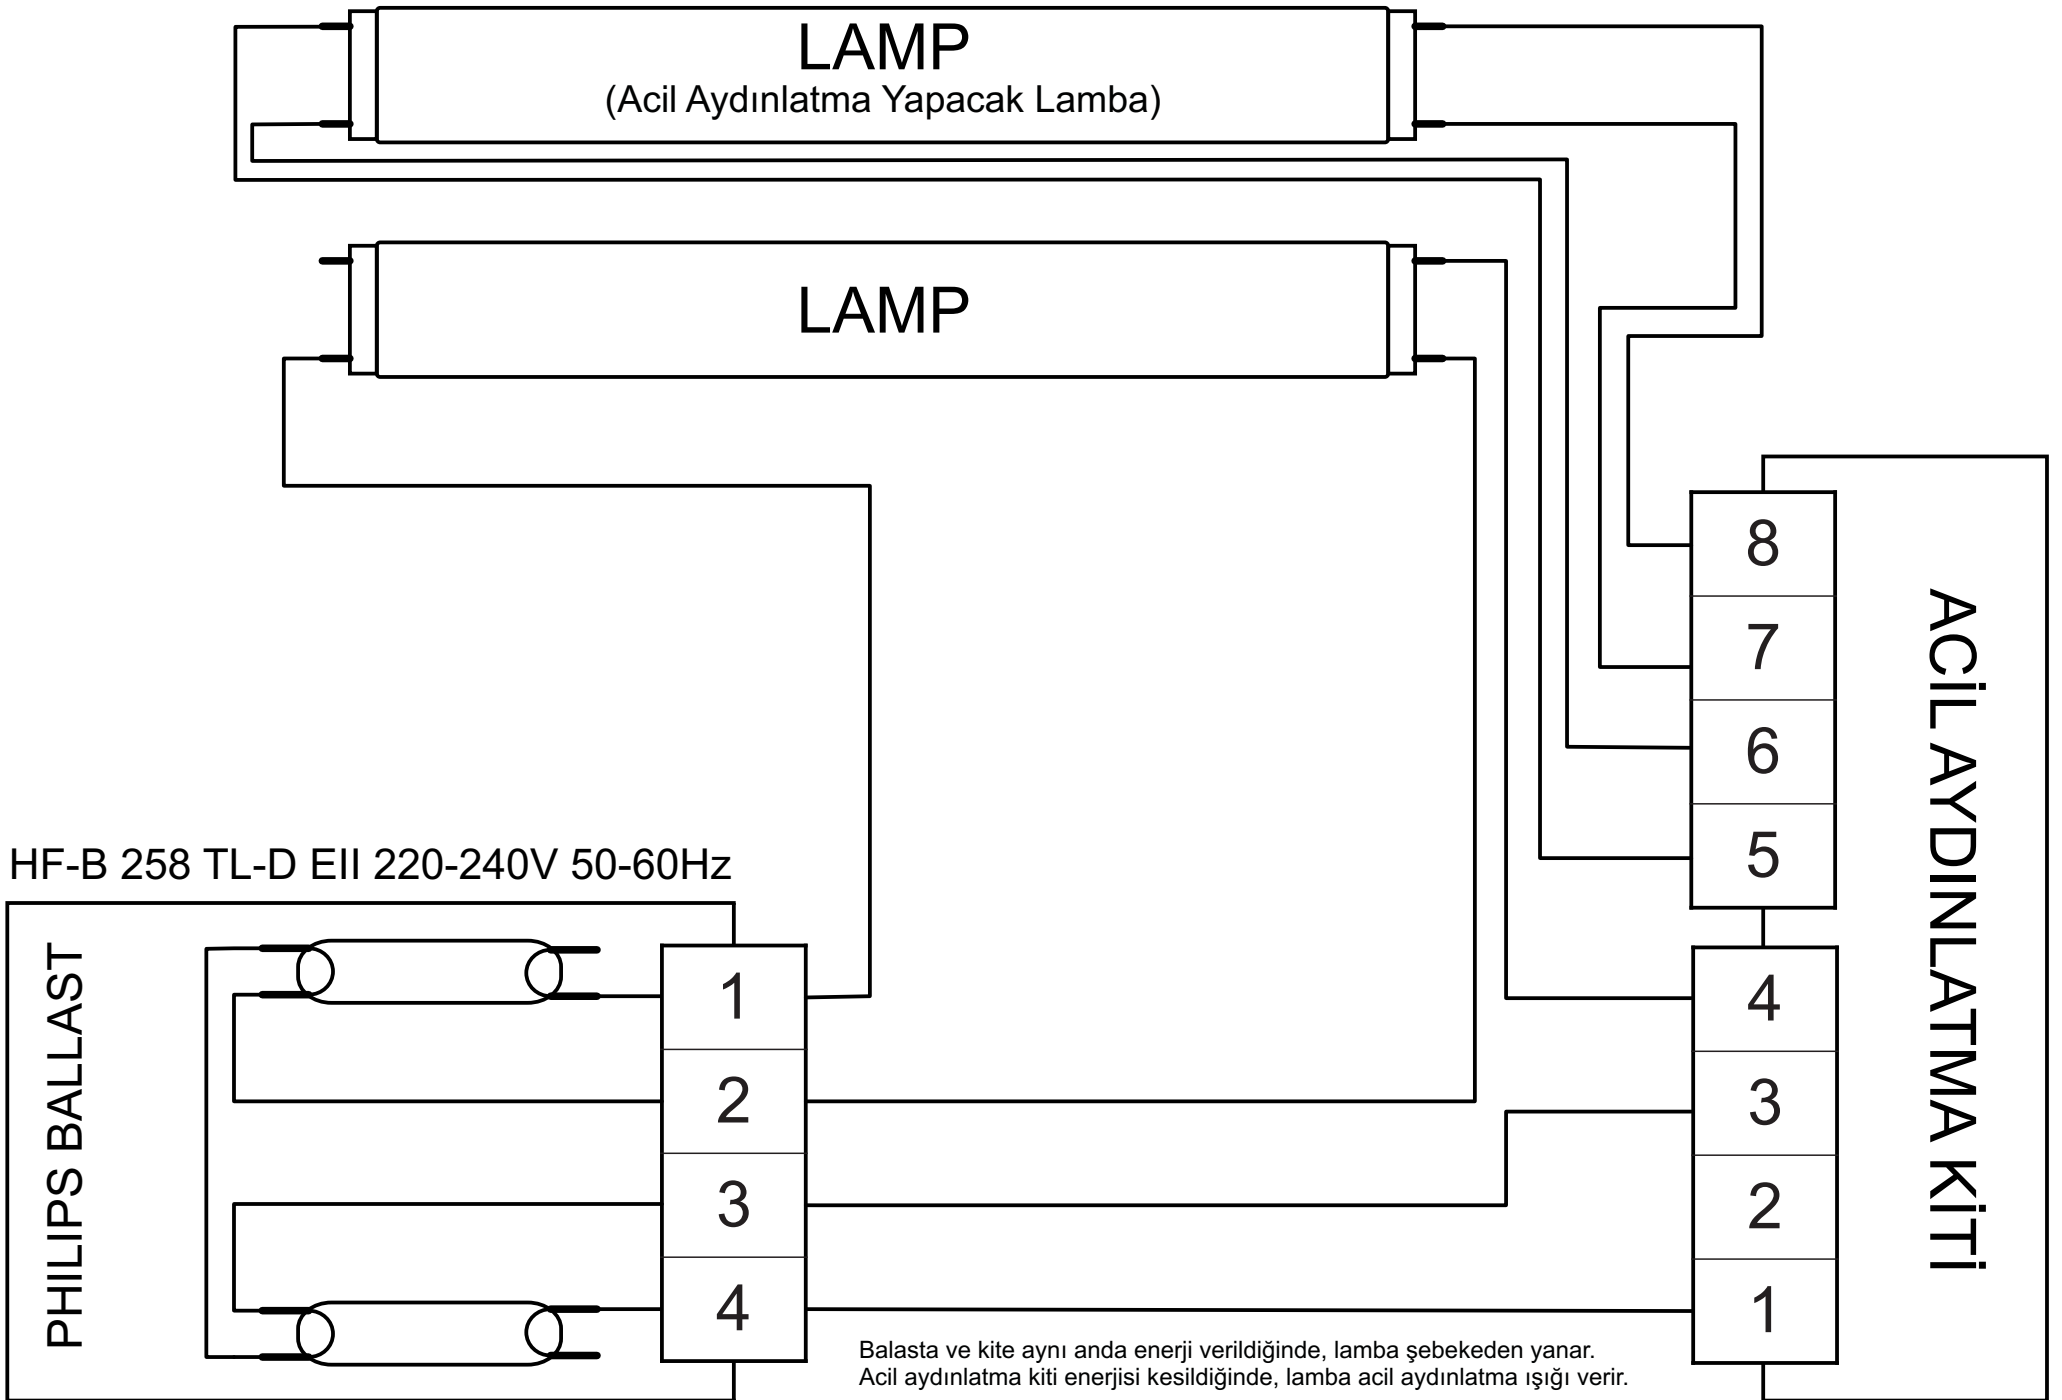 LAMP
(Acil Aydınlatma Yapacak Lamba)
LAMP
8
7
6
5
4
3
2
1
ACİL AYDINLATMA KİTİ
HF-B 258 TL-D EII 220-240V 50-60Hz
PHILIPS BALLAST
1
2
3
4
Balasta ve kite aynı anda enerji verildiğinde, lamba şebekeden yanar.
Acil aydınlatma kiti enerjisi kesildiğinde, lamba acil aydınlatma ışığı verir.